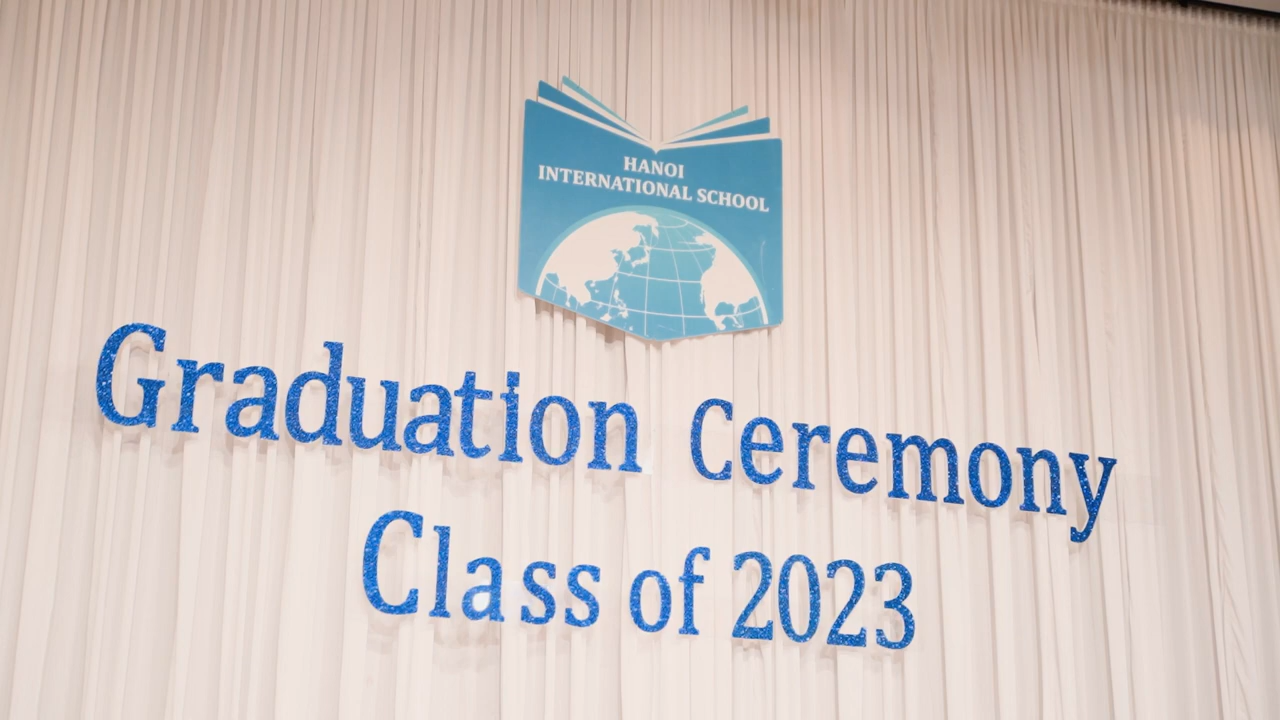 HANOI
INTERNATIONAL SCHOOL
Graduation Ceremony
Class of 2023